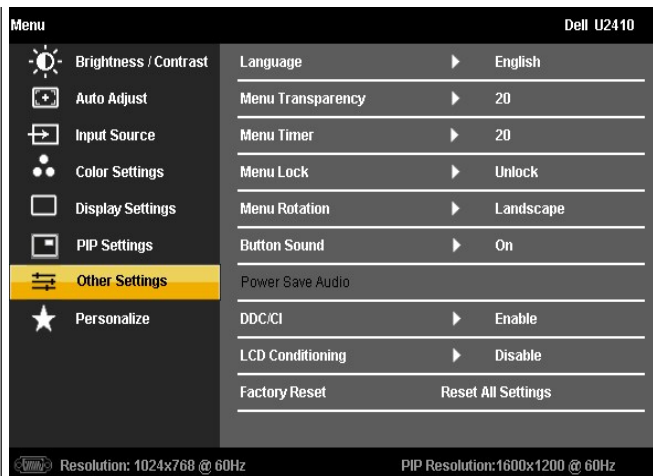 Menu Dell U2410
Brightness / Contrast Language English
Auto Adjust Menu Transparency 20
Input Source Menu Timer 20
Color Settings Menu Lock Unlock
Display Settings Menu Rotation Landscape
PIP Settings Button Sound On
Other Settings Power Save Audio
Personalize DDC/CI Enable
LCD Conditioning Disable
Factory Reset Reset All Settings
Resolution: 1024x768 @ 60Hz PIP Resolution:1600x1200 @ 60Hz